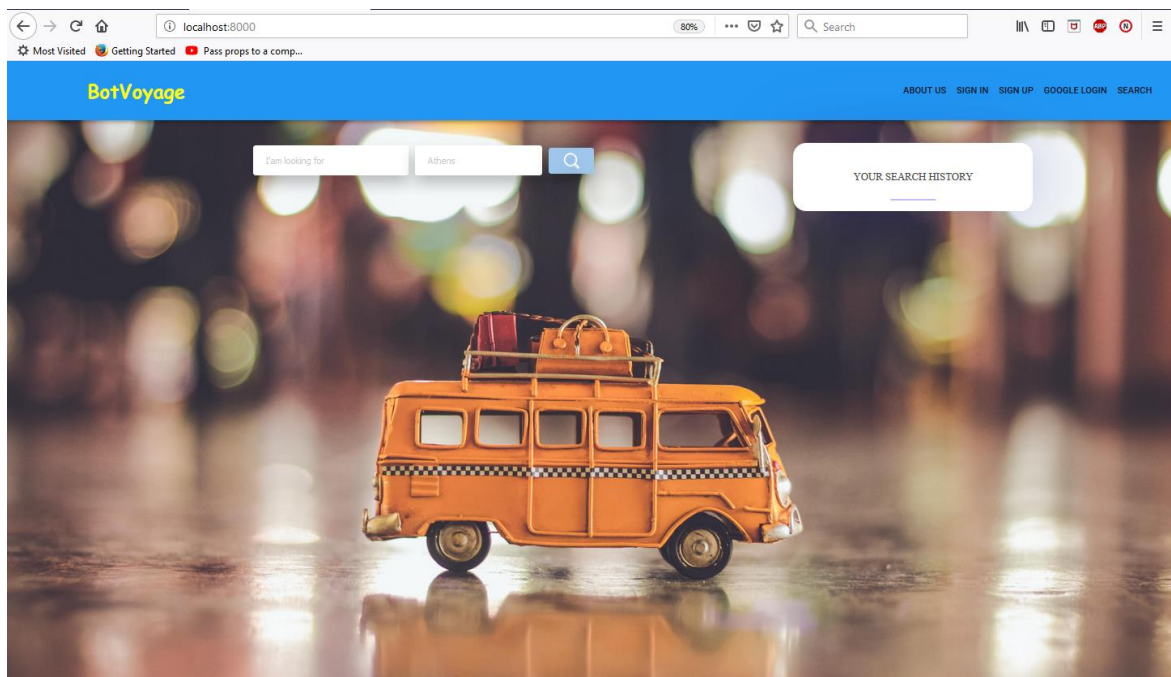 localhost:8000
80%
Search
Most Visited Getting Started Pass props to a comp...
BotVoyage
ABOUT US SIGN IN SIGN UP GOOGLE LOGIN SEARCH
I'am looking for
Athens
YOUR SEARCH HISTORY